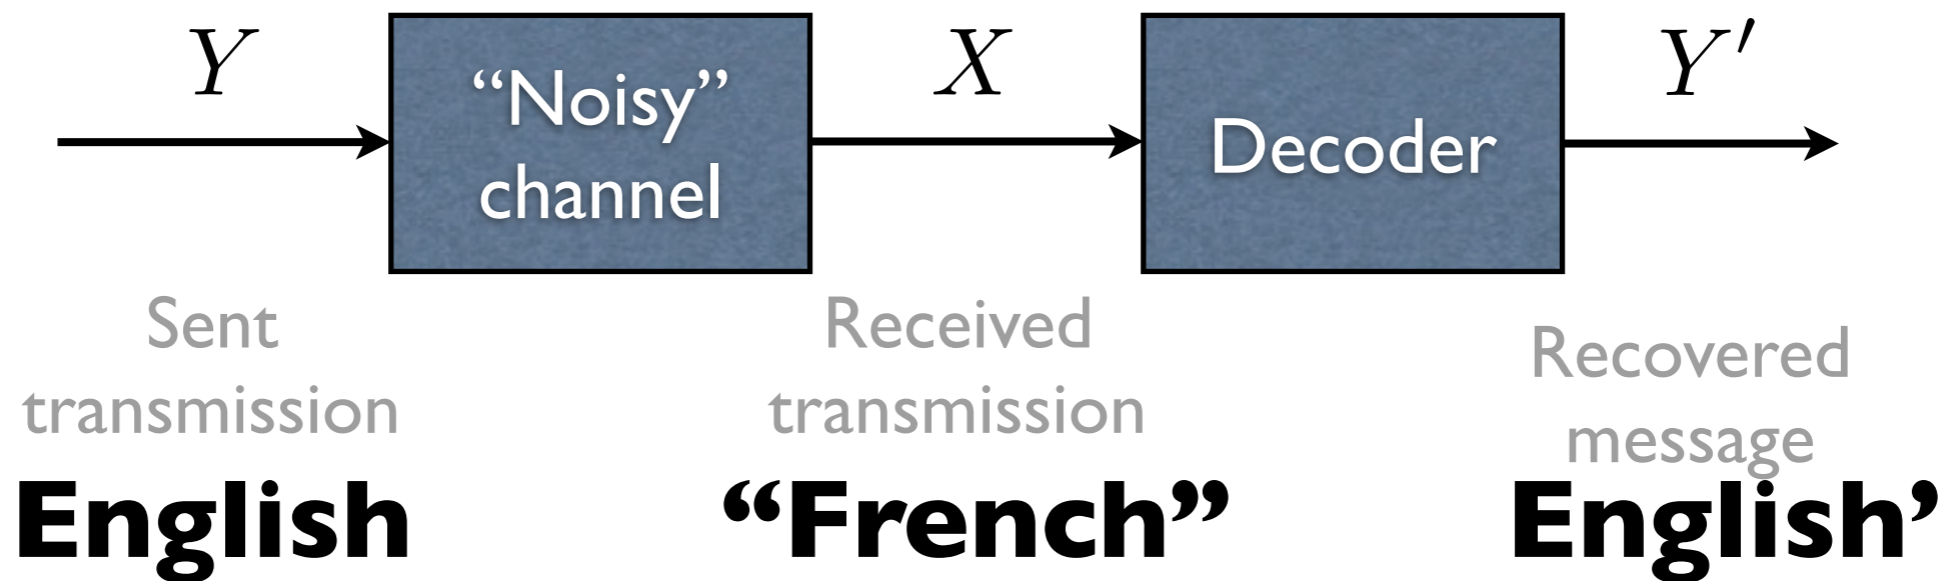 Y
X
Y′
“Noisy”
channel
Decoder
Sent
transmission
Received
transmission
Recovered
message
English
“French”
English’